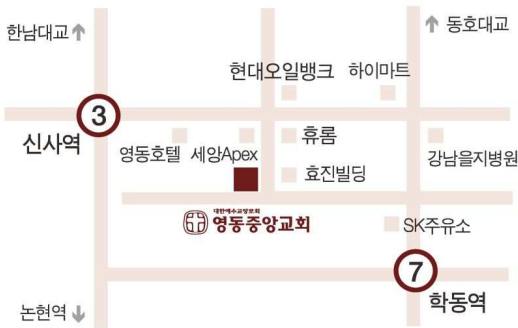 한남대교
동호대교
현대오일뱅크 하이마트
3
신사역
영동호텔 세양Apex
휴롬
강남을지병원
효진빌딩
대한예수교장로회
영동중앙교회
SK주유소
7
학동역
논현역